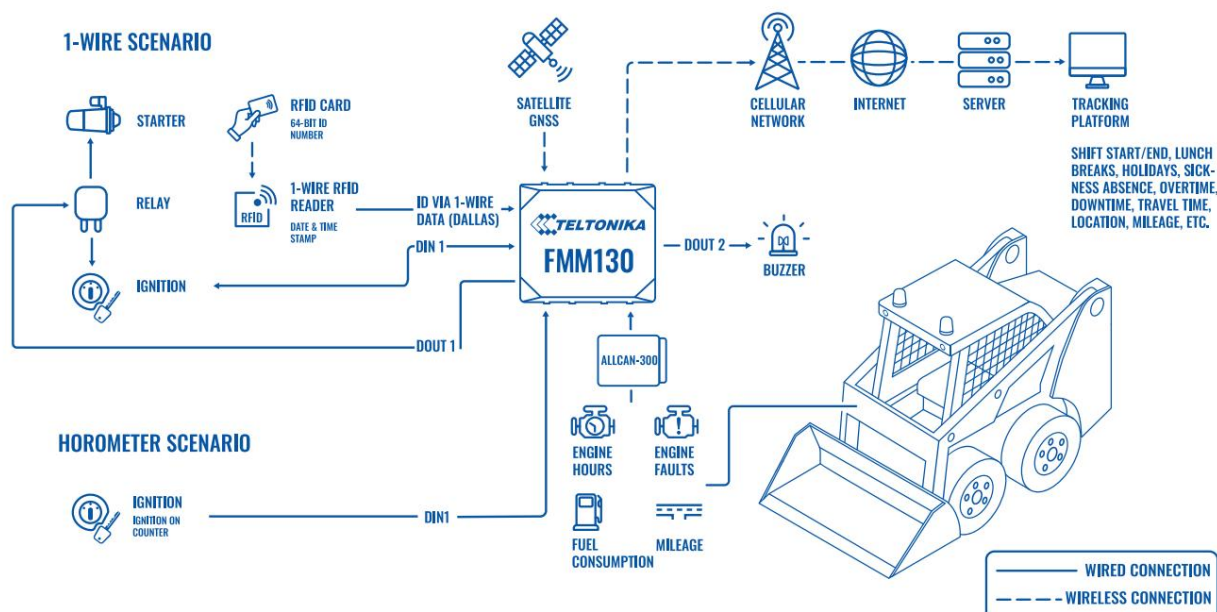 1-WIRE SCENARIO
STARTER
RFID CARD
64-BIT ID
NUMBER
RELAY
RFID
1-WIRE RFID
READER
DATE & TIME
STAMP
IGNITION
SATELLITE
GNSS
CELLULAR
NETWORK
INTERNET
SERVER
TRACKING
PLATFORM
SHIFT START/END, LUNCH
BREAKS, HOLIDAYS, SICK-
NESS ABSENCE, OVERTIME,
DOWNTIME, TRAVEL TIME,
LOCATION, MILEAGE, ETC.
ID VIA 1-WIRE
DATA (DALLAS)
DIN 1
DOUT 1
TELTONIKA
FMM130
DOUT 2
BUZZER
ALLCAN-300
ENGINE
HOURS
ENGINE
FAULTS
FUEL
CONSUMPTION
MILEAGE
HOROMETER SCENARIO
IGNITION
IGNITION ON
COUNTER
DIN1
WIRED CONNECTION
WIRELESS CONNECTION